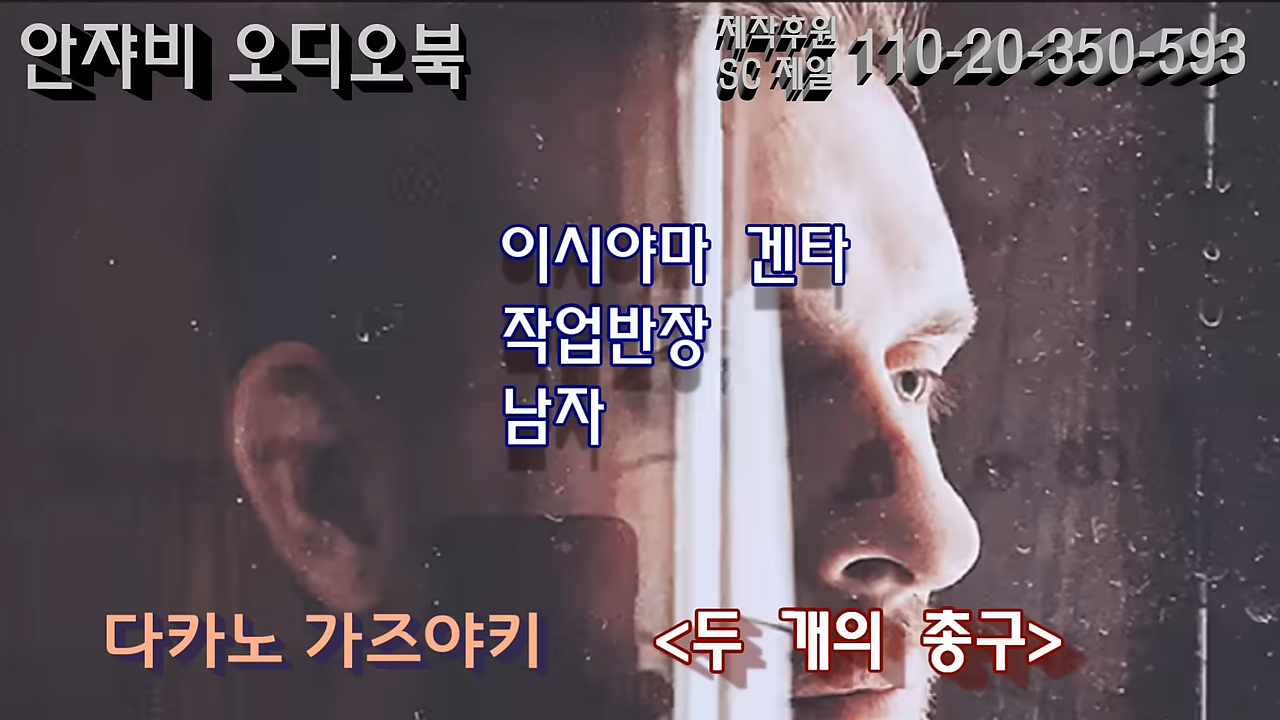 안쟈비 오디오북
제작후원
SC 제일
110-20-350-593
이시야마 겐타
작업반장
남자
다카노 가즈야키
<두 개의 총구>